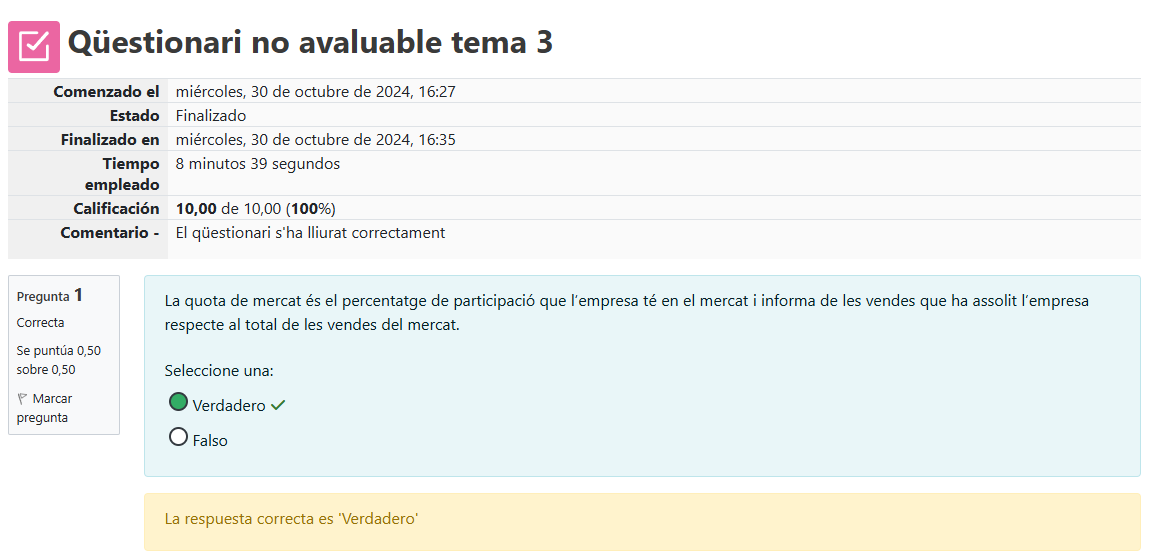 Qüestionari no avaluable tema 3
Comenzado el miércoles, 30 de octubre de 2024, 16:27
Estado Finalizado
Finalizado en miércoles, 30 de octubre de 2024, 16:35
Tiempo empleado 8 minutos 39 segundos
Calificación 10,00 de 10,00 (100%)
Comentario - El qüestionari s'ha lliurat correctament
Pregunta 1
Correcta
Se puntúa 0,50
sobre 0,50
Marcar
pregunta
La quota de mercat és el percentatge de participació que l’empresa té en el mercat i informa de les vendes que ha assolit l’empresa
respecte al total de les vendes del mercat.
Seleccione una:
Verdadero
Falso
La respuesta correcta es 'Verdadero'